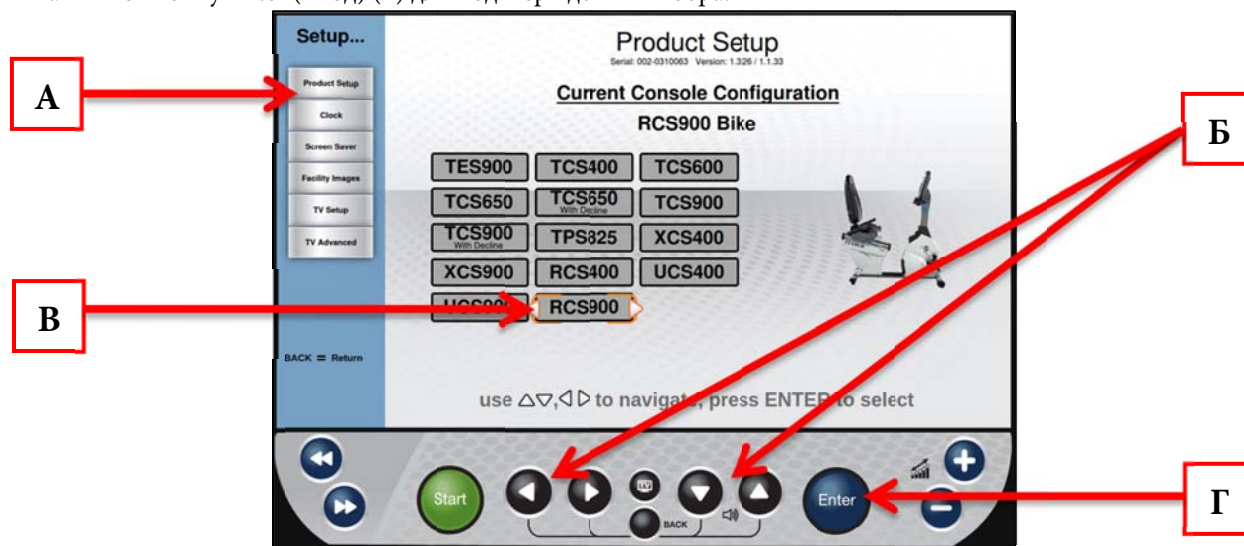 Setup...
Product Setup
Serial: 002-0310063 Version: 1.326 / 1.1.33
Product Setup
Clock
Screen Saver
Facility Images
TV Setup
TV Advanced
BACK = Return
Current Console Configuration
RCS900 Bike
TES900 TCS400 TCS600
TCS650 TCS650 With Decline TCS900
TCS900 With Decline TPS825 XCS400
XCS900 RCS400 UCS400
UCS900 RCS900
use △▽,◁ ▷ to navigate, press ENTER to select
Start
TV
BACK
Enter
А
Б
В
Г